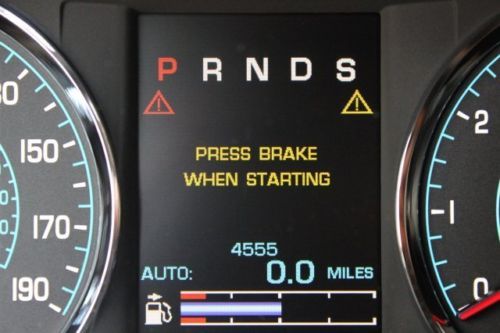 P R N D S
PRESS BRAKE
WHEN STARTING
4555
AUTO: 0.0 MILES
150
170
190
2
1
0